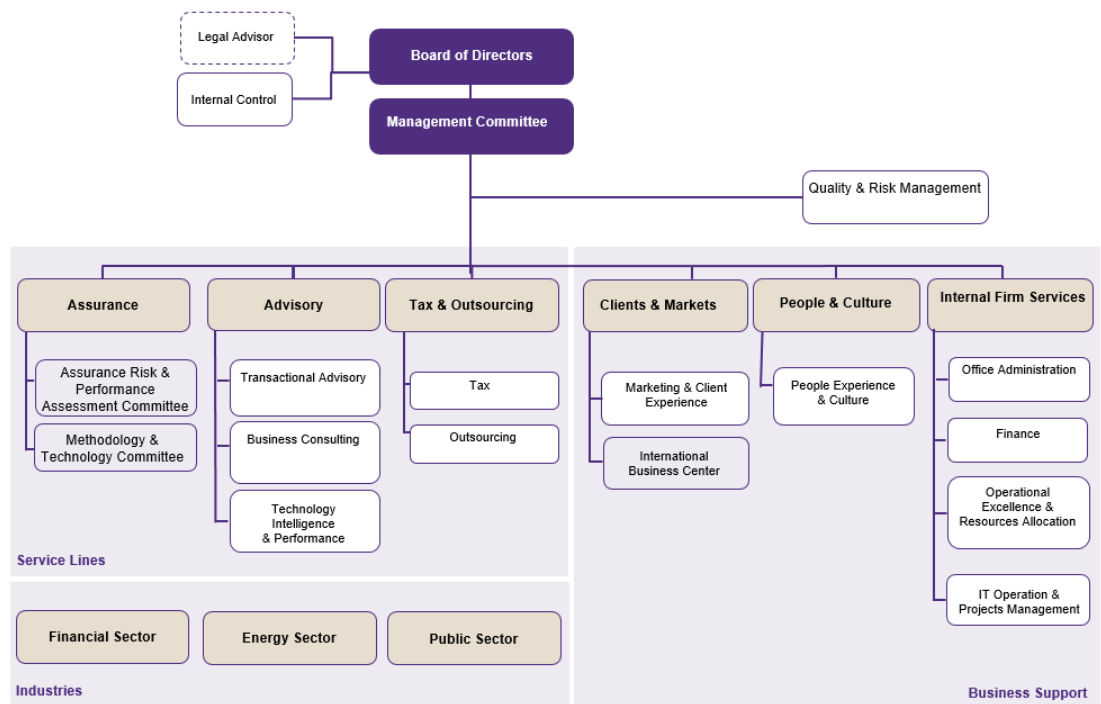 Legal Advisor
Board of Directors
Internal Control
Management Committee
Quality & Risk Management
Assurance
Advisory
Tax & Outsourcing
Clients & Markets
People & Culture
Internal Firm Services
Assurance Risk &
Performance
Assessment Committee
Methodology &
Technology Committee
Transactional Advisory
Business Consulting
Technology
Intelligence
& Performance
Tax
Outsourcing
Marketing & Client
Experience
International
Business Center
People Experience
& Culture
Office Administration
Finance
Operational
Excellence &
Resources Allocation
IT Operation &
Projects Management
Service Lines
Financial Sector
Energy Sector
Public Sector
Industries
Business Support